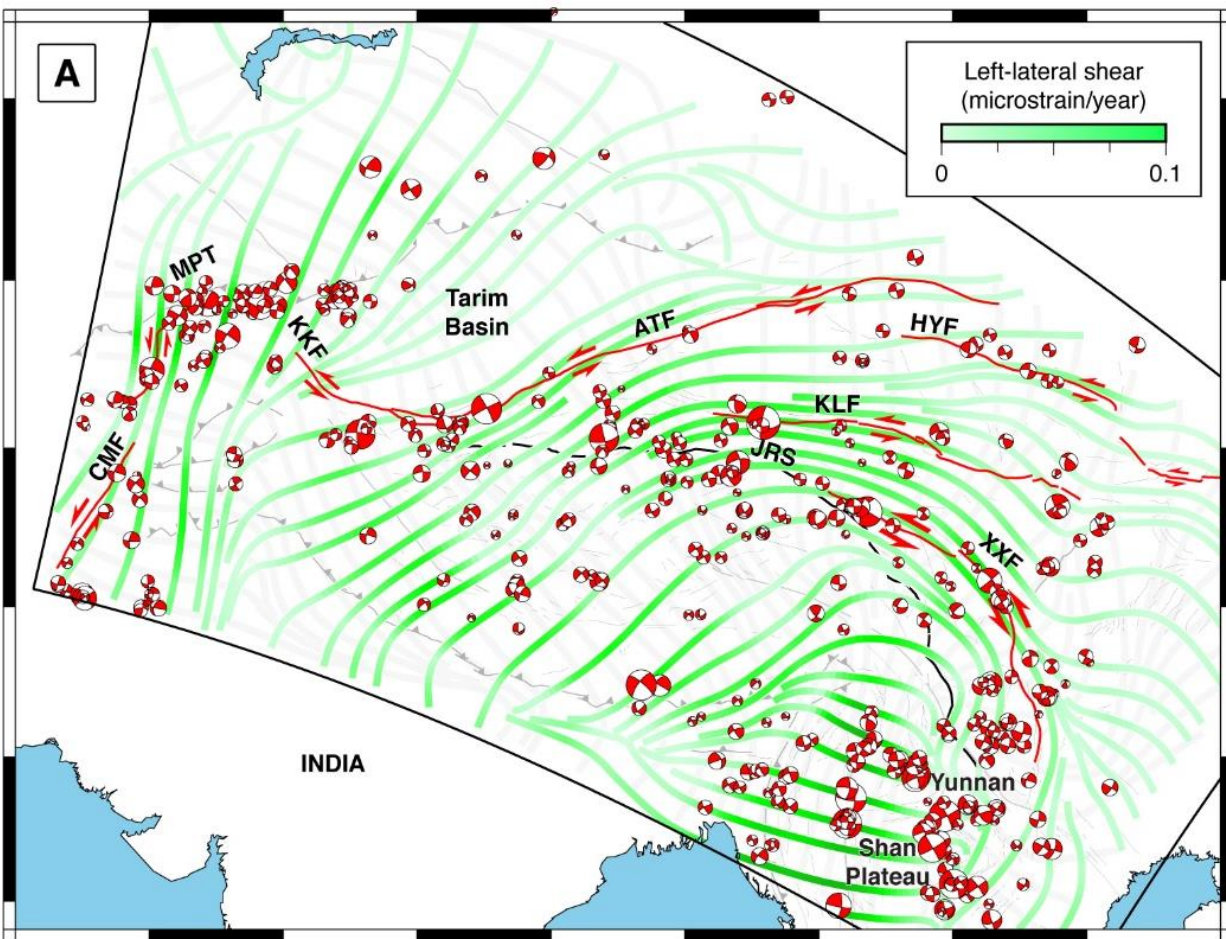 A
Left-lateral shear
(microstrain/year)
0
0.1
MPT
KKF
Tarim
Basin
ATF
HYF
KLF
CMF
JRS
XXF
INDIA
Yunnan
Shan
Plateau